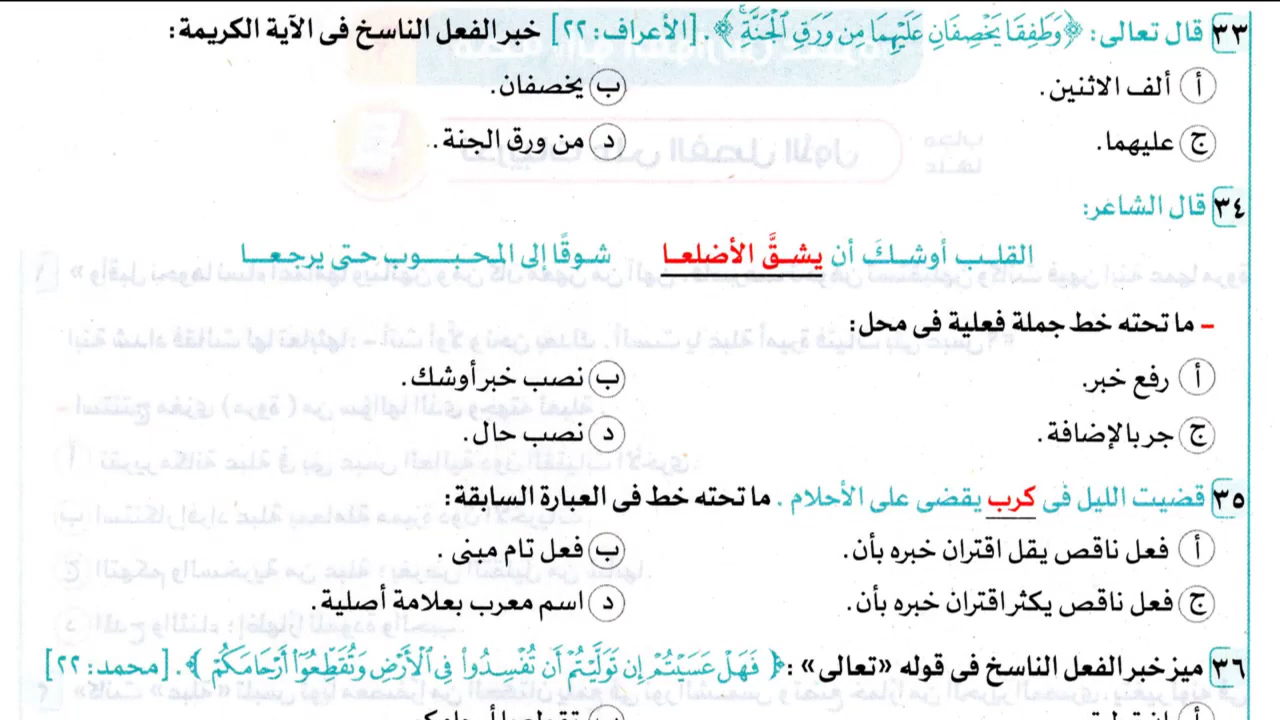 ٣٣ قال تعالى: ﴿وَطَفِقَا يَخْصِفَانِ عَلَيْهِمَا مِن وَرَقِ الْجَنَّةِ﴾. [الأعراف: ٢٢] خبر الفعل الناسخ فى الآية الكريمة:
أ ألف الاثنين. ب يخصفان.
ج عليهما. د من ورق الجنة.
٣٤ قال الشاعر:
القلب أوشكَ أن يشقَّ الأضلعا شوقًا إلى المحبوب حتى يرجعا
- ما تحته خط جملة فعلية فى محل:
أ رفع خبر. ب نصب خبر أوشك.
ج جر بالإضافة. د نصب حال.
٣٥ قضيت الليل فى كرب يقضى على الأحلام. ما تحته خط فى العبارة السابقة:
أ فعل ناقص يقل اقتران خبره بأن. ب فعل تام مبنى.
ج فعل ناقص يكثر اقتران خبره بأن. د اسم معرب بعلامة أصلية.
٣٦ ميز خبر الفعل الناسخ فى قوله «تعالى»: ﴿فَهَلْ عَسَيْتُمْ إِن تَوَلَّيْتُمْ أَن تُفْسِدُوا فِي الْأَرْضِ وَتُقَطِّعُوا أَرْحَامَكُمْ﴾. [محمد: ٢٢]